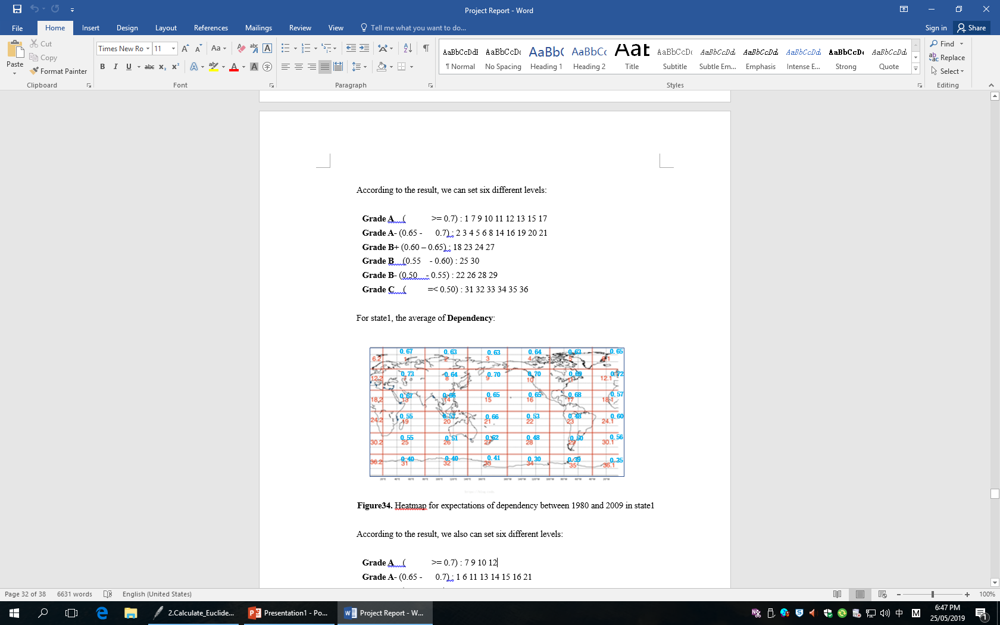 Project Report - Word
File Home Insert Design Layout References Mailings Review View Tell me what you want to do... Sign in Share
Paste
Cut
Copy
Format Painter
Clipboard
Times New Ro 11
Font
Paragraph
AaBbCcDdI AaBbCcDc AaBb( AaBbCc Aat AaBbCcDc AaBbCcDd AaBbCcDd AaBbCcDd AaBbCcDc AaBbCcDd
¶ Normal No Spacing Heading 1 Heading 2 Title Subtitle Subtle Em... Emphasis Intense E... Strong Quote
Styles
Find
Replace
Select
Editing
According to the result, we can set six different levels:
Grade A ( >= 0.7) : 1 7 9 10 11 12 13 15 17
Grade A- (0.65 - 0.7) : 2 3 4 5 6 8 14 16 19 20 21
Grade B+ (0.60 – 0.65) : 18 23 24 27
Grade B (0.55 - 0.60) : 25 30
Grade B- (0.50 - 0.55) : 22 26 28 29
Grade C ( =< 0.50) : 31 32 33 34 35 36
For state1, the average of Dependency:
0.67 0.63 0.63 0.64 0.63 0.65
6.2 1 2 3 4 5 6.1
0.73 0.64 0.70 0.70 0.69 0.72
12.2 7 8 9 10 11 12.1
0.67 0.66 0.65 0.65 0.68 0.57
18.2 13 14 15 16 17 18.1
0.55 0.57 0.66 0.53 0.48 0.60
24.2 19 20 21 22 23 24.1
0.55 0.51 0.62 0.48 0.50 0.56
30.2 25 26 27 28 29 30.1
0.40 0.40 0.41 0.30 0.39 0.35
36.2 31 32 33 34 35 36.1
Figure34. Heatmap for expectations of dependency between 1980 and 2009 in state1
According to the result, we also can set six different levels:
Grade A ( >= 0.7) : 7 9 10 12
Grade A- (0.65 - 0.7) : 1 6 11 13 14 15 16 21
Page 32 of 38 6631 words English (United States) 100%
2.Calculate_Euclide... Presentation1 - Po... Project Report - W... 中 M 6:47 PM
25/05/2019